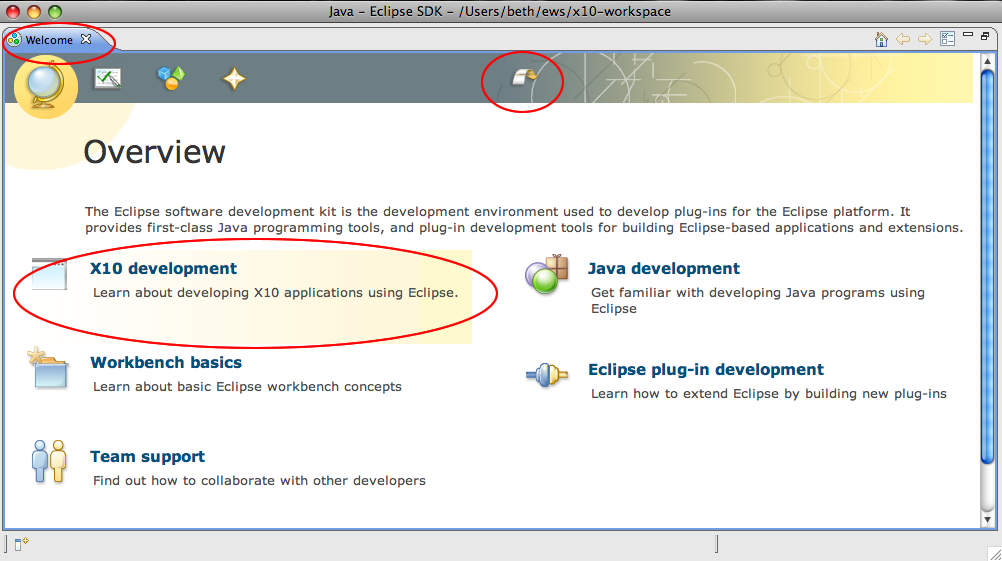 Java – Eclipse SDK – /Users/beth/ews/x10-workspace
Welcome
Overview
The Eclipse software development kit is the development environment used to develop plug-ins for the Eclipse platform. It
provides first-class Java programming tools, and plug-in development tools for building Eclipse-based applications and extensions.
X10 development
Learn about developing X10 applications using Eclipse.
Java development
Get familiar with developing Java programs using
Eclipse
Workbench basics
Learn about basic Eclipse workbench concepts
Eclipse plug-in development
Learn how to extend Eclipse by building new plug-ins
Team support
Find out how to collaborate with other developers